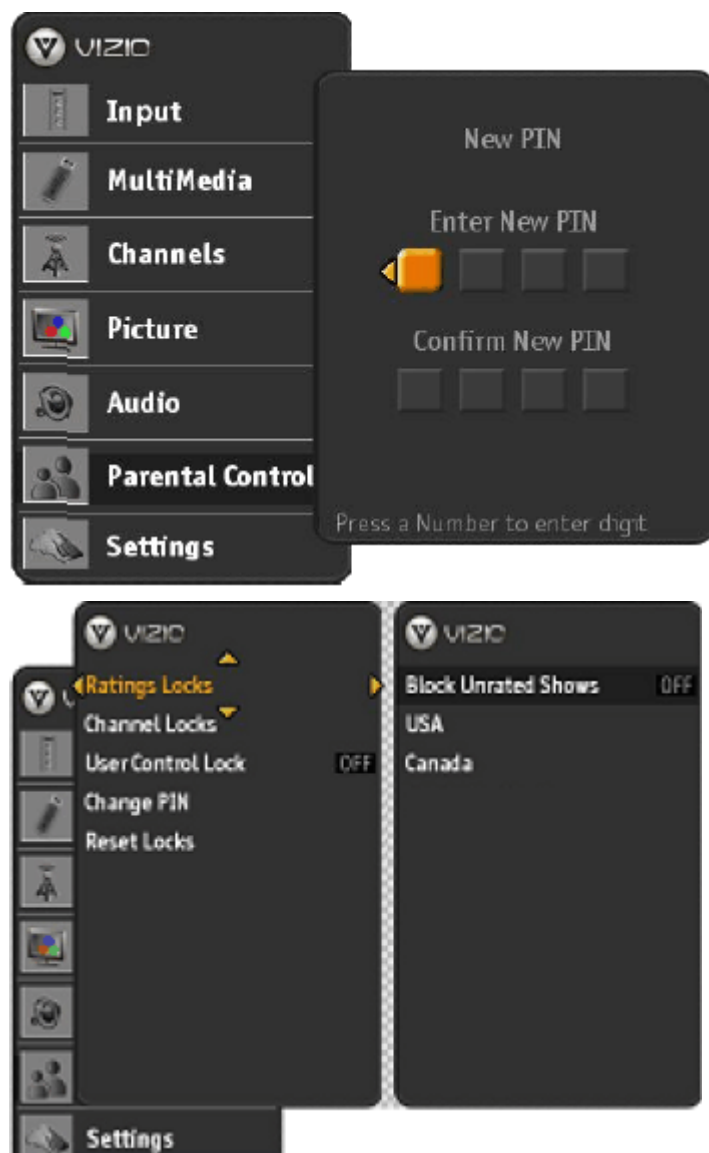 VIZIO
Input
MultiMedia
Channels
Picture
Audio
Parental Control
Settings
New PIN
Enter New PIN
Confirm New PIN
Press a Number to enter digit
VIZIO
Ratings Locks
Channel Locks
User Control Lock OFF
Change PIN
Reset Locks
VIZIO
Block Unrated Shows OFF
USA
Canada
V
Settings